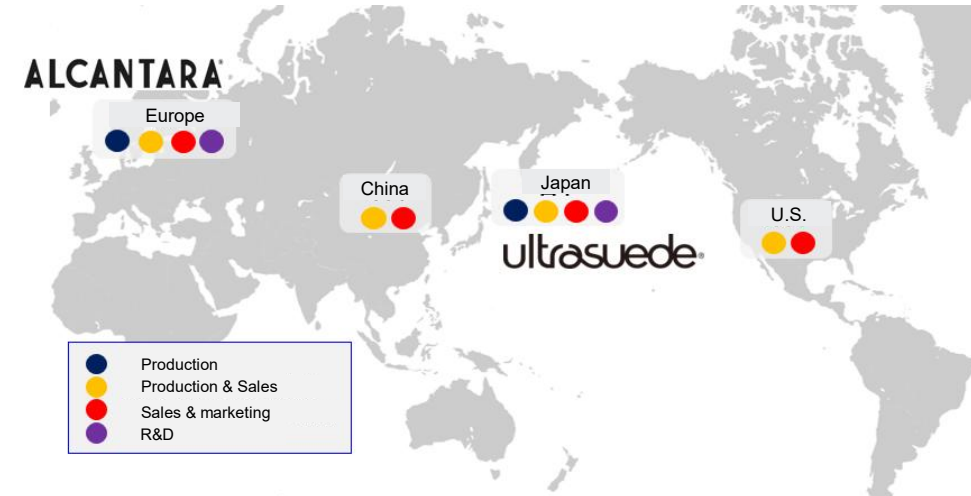 ALCANTARA
Europe
China
Japan
ultrasuede
U.S.
Production
Production & Sales
Sales & marketing
R&D